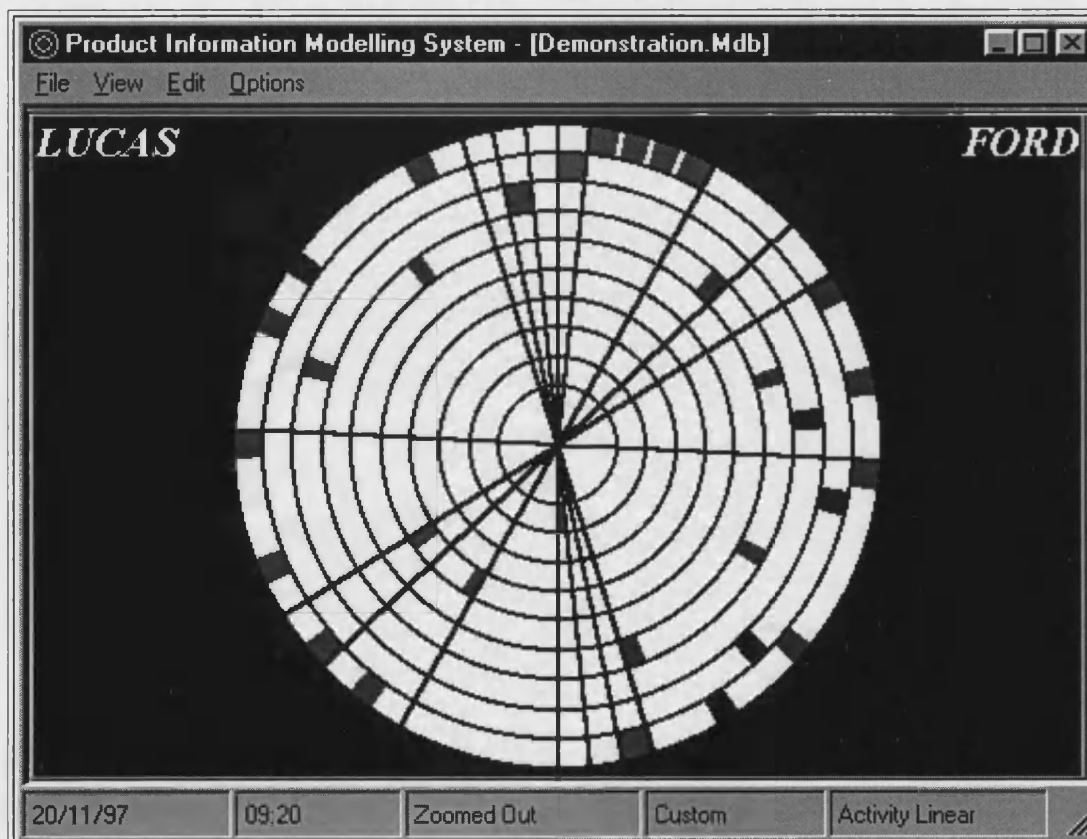 Product Information Modelling System - [Demonstration.Mdb]
File View Edit Options
LUCAS FORD
20/11/97 09:20 Zoomed Out Custom Activity Linear